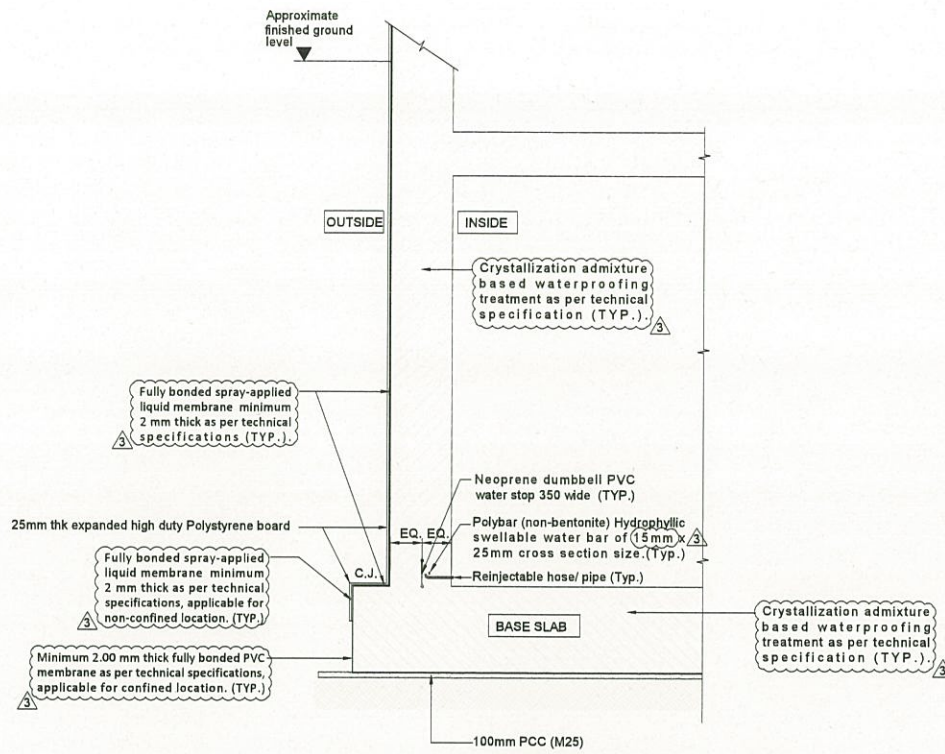 Approximate
finished ground
level
OUTSIDE
INSIDE
Crystallization admixture
based waterproofing
treatment as per technical
specification (TYP.).
3
Fully bonded spray-applied
liquid membrane minimum
2 mm thick as per technical
specifications (TYP.).
3
Neoprene dumbbell PVC
water stop 350 wide (TYP.)
25mm thk expanded high duty Polystyrene board
EQ. EQ.
Polybar (non-bentonite) Hydrophyllic
swellable water bar of 15mm x
25mm cross section size.(Typ.)
3
C.J.
Reinjectable hose/ pipe (Typ.)
Fully bonded spray-applied
liquid membrane minimum
2 mm thick as per technical
specifications, applicable for
non-confined location. (TYP.)
3
BASE SLAB
Crystallization admixture
based waterproofing
treatment as per technical
specification (TYP.).
3
Minimum 2.00 mm thick fully bonded PVC
membrane as per technical specifications,
applicable for confined location. (TYP.)
3
100mm PCC (M25)